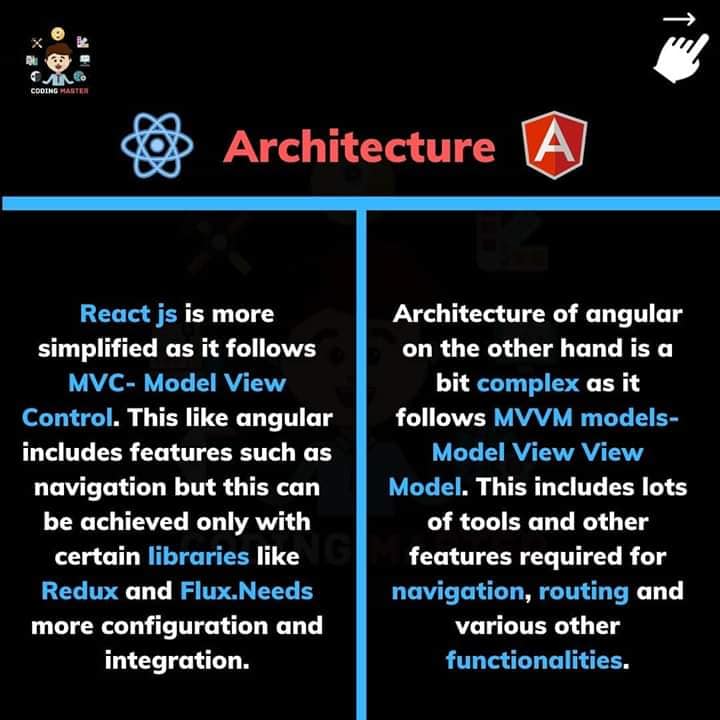 CODING MASTER
Architecture
React js is more
simplified as it follows
MVC- Model View
Control. This like angular
includes features such as
navigation but this can
be achieved only with
certain libraries like
Redux and Flux.Needs
more configuration and
integration.
Architecture of angular
on the other hand is a
bit complex as it
follows MVVM models-
Model View View
Model. This includes lots
of tools and other
features required for
navigation, routing and
various other
functionalities.